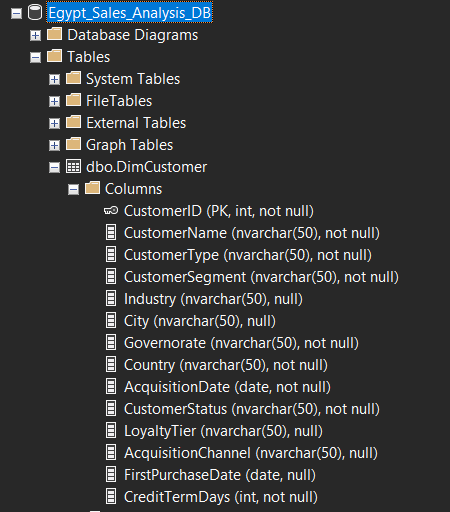 Egypt_Sales_Analysis_DB
Database Diagrams
Tables
System Tables
FileTables
External Tables
Graph Tables
dbo.DimCustomer
Columns
CustomerID (PK, int, not null)
CustomerName (nvarchar(50), not null)
CustomerType (nvarchar(50), not null)
CustomerSegment (nvarchar(50), not null)
Industry (nvarchar(50), null)
City (nvarchar(50), null)
Governorate (nvarchar(50), not null)
Country (nvarchar(50), not null)
AcquisitionDate (date, not null)
CustomerStatus (nvarchar(50), not null)
LoyaltyTier (nvarchar(50), null)
AcquisitionChannel (nvarchar(50), null)
FirstPurchaseDate (date, null)
CreditTermDays (int, not null)